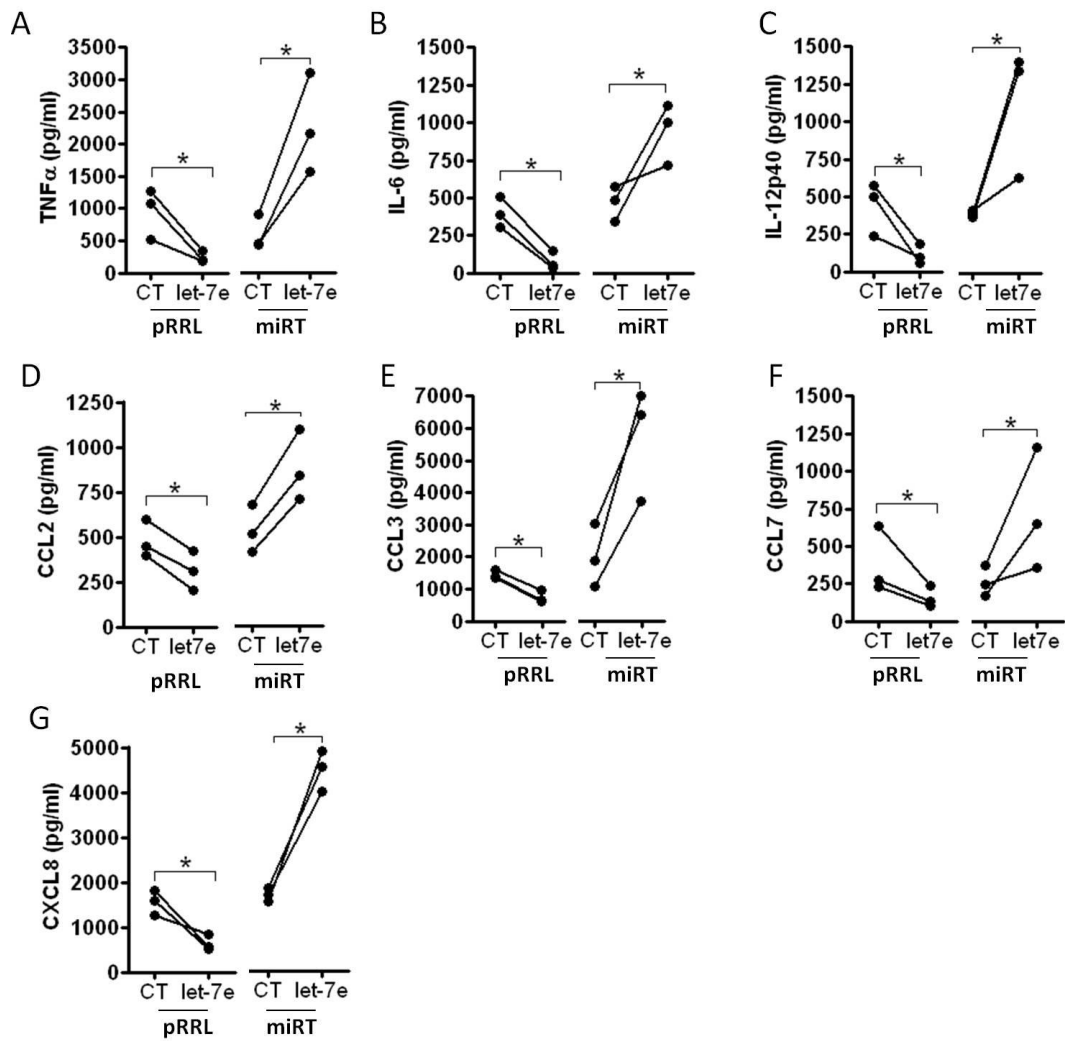 A
TNFα (pg/ml)
3500
3000
2500
2000
1500
1000
500
0
*
*
CT let-7e CT let-7e
pRRL miRT
B
IL-6 (pg/ml)
1500
1250
1000
750
500
250
0
*
*
CT let7e CT let7e
pRRL miRT
C
IL-12p40 (pg/ml)
1500
1250
1000
750
500
250
0
*
*
CT let7e CT let7e
pRRL miRT
D
CCL2 (pg/ml)
1250
1000
750
500
250
0
*
*
CT let7e CT let7e
pRRL miRT
E
CCL3 (pg/ml)
7000
6000
5000
4000
3000
2000
1000
0
*
*
CT let-7e CT let-7e
pRRL miRT
F
CCL7 (pg/ml)
1500
1250
1000
750
500
250
0
*
*
CT let7e CT let7e
pRRL miRT
G
CXCL8 (pg/ml)
5000
4000
3000
2000
1000
0
*
*
CT let-7e CT let-7e
pRRL miRT